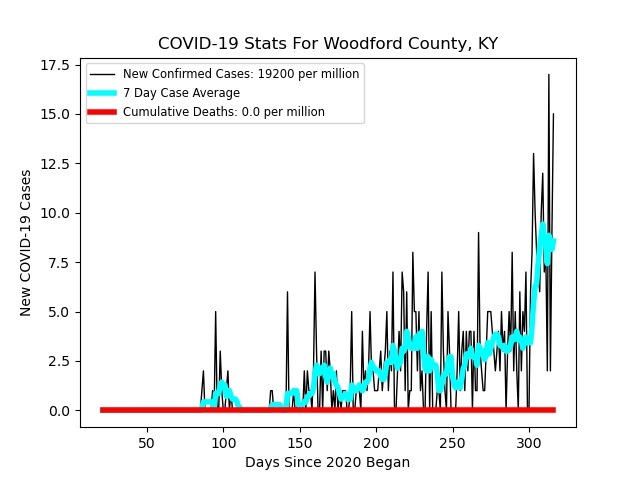 COVID-19 Stats For Woodford County, KY
New Confirmed Cases: 19200 per million
7 Day Case Average
Cumulative Deaths: 0.0 per million
17.5
15.0
12.5
10.0
7.5
5.0
2.5
0.0
New COVID-19 Cases
50 100 150 200 250 300
Days Since 2020 Began